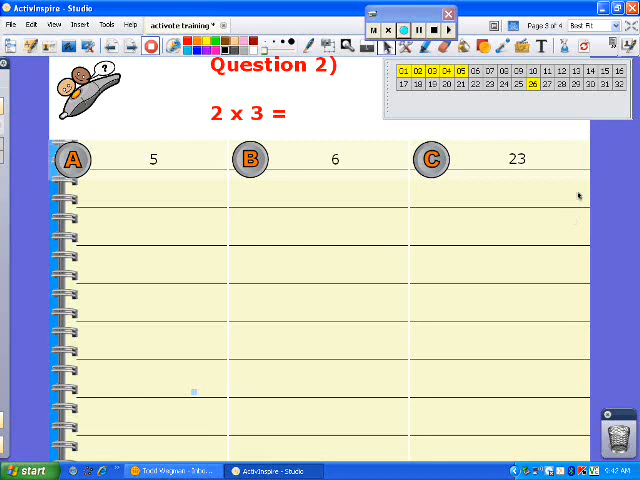 ActivInspire - Studio
File Edit View Insert Tools Help
activote training *
Page 3 of 4 Best Fit
M
T
01 02 03 04 05 06 07 08 09 10 11 12 13 14 15 16
17 18 19 20 21 22 23 24 25 26 27 28 29 30 31 32
?
Question 2)
2 x 3 =
A 5 B 6 C 23
start
Todd Wegman - Inbo...
ActivInspire - Studio
9:42 AM